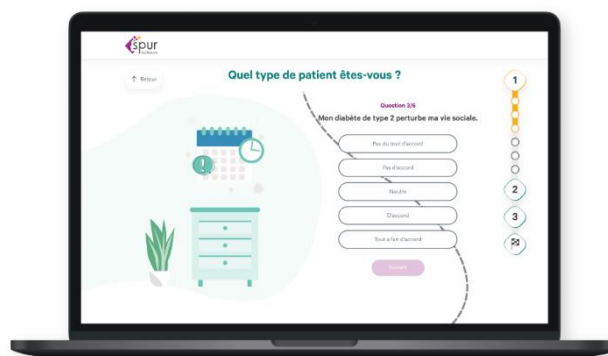 spur
↑ Retour
Quel type de patient êtes-vous ?
Question 3/6
Mon diabète de type 2 perturbe ma vie sociale.
Pas du tout d'accord
Pas d'accord
Neutre
D'accord
Tout à fait d'accord
Suivant
1
2
3